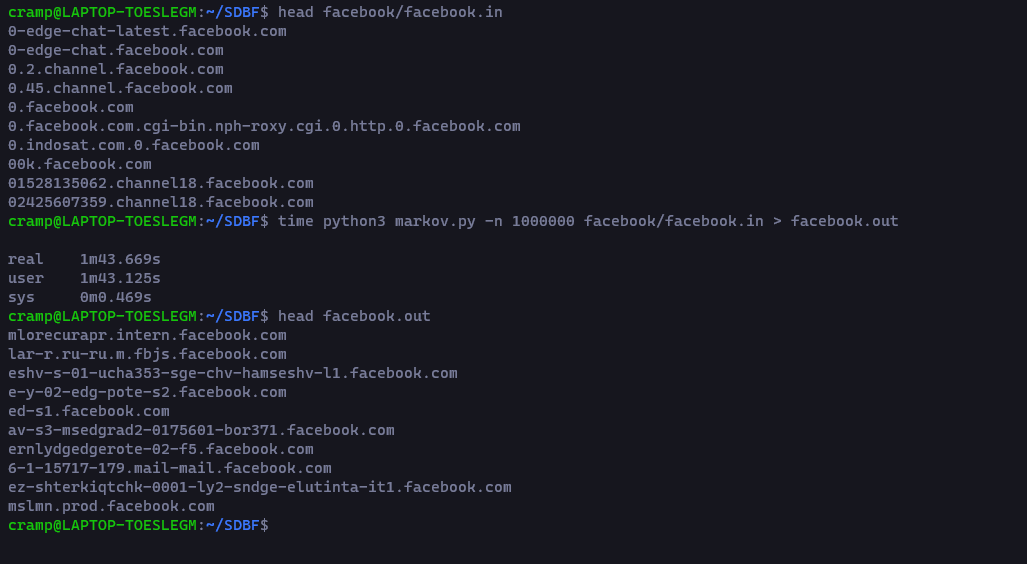 cramp@LAPTOP-TOESLEGM:~/SDBF$ head facebook/facebook.in
0-edge-chat-latest.facebook.com
0-edge-chat.facebook.com
0.2.channel.facebook.com
0.45.channel.facebook.com
0.facebook.com
0.facebook.com.cgi-bin.nph-roxy.cgi.0.http.0.facebook.com
0.indosat.com.0.facebook.com
00k.facebook.com
01528135062.channel18.facebook.com
02425607359.channel18.facebook.com
cramp@LAPTOP-TOESLEGM:~/SDBF$ time python3 markov.py -n 1000000 facebook/facebook.in > facebook.out
real    1m43.669s
user    1m43.125s
sys     0m0.469s
cramp@LAPTOP-TOESLEGM:~/SDBF$ head facebook.out
mlorecurapr.intern.facebook.com
lar-r.ru-ru.m.fbjs.facebook.com
eshv-s-01-ucha353-sge-chv-hamseshv-l1.facebook.com
e-y-02-edg-pote-s2.facebook.com
ed-s1.facebook.com
av-s3-msedgrad2-0175601-bor371.facebook.com
ernlydgedgerote-02-f5.facebook.com
6-1-15717-179.mail-mail.facebook.com
ez-shterkiqtchk-0001-ly2-sndge-elutinta-it1.facebook.com
mslmn.prod.facebook.com
cramp@LAPTOP-TOESLEGM:~/SDBF$